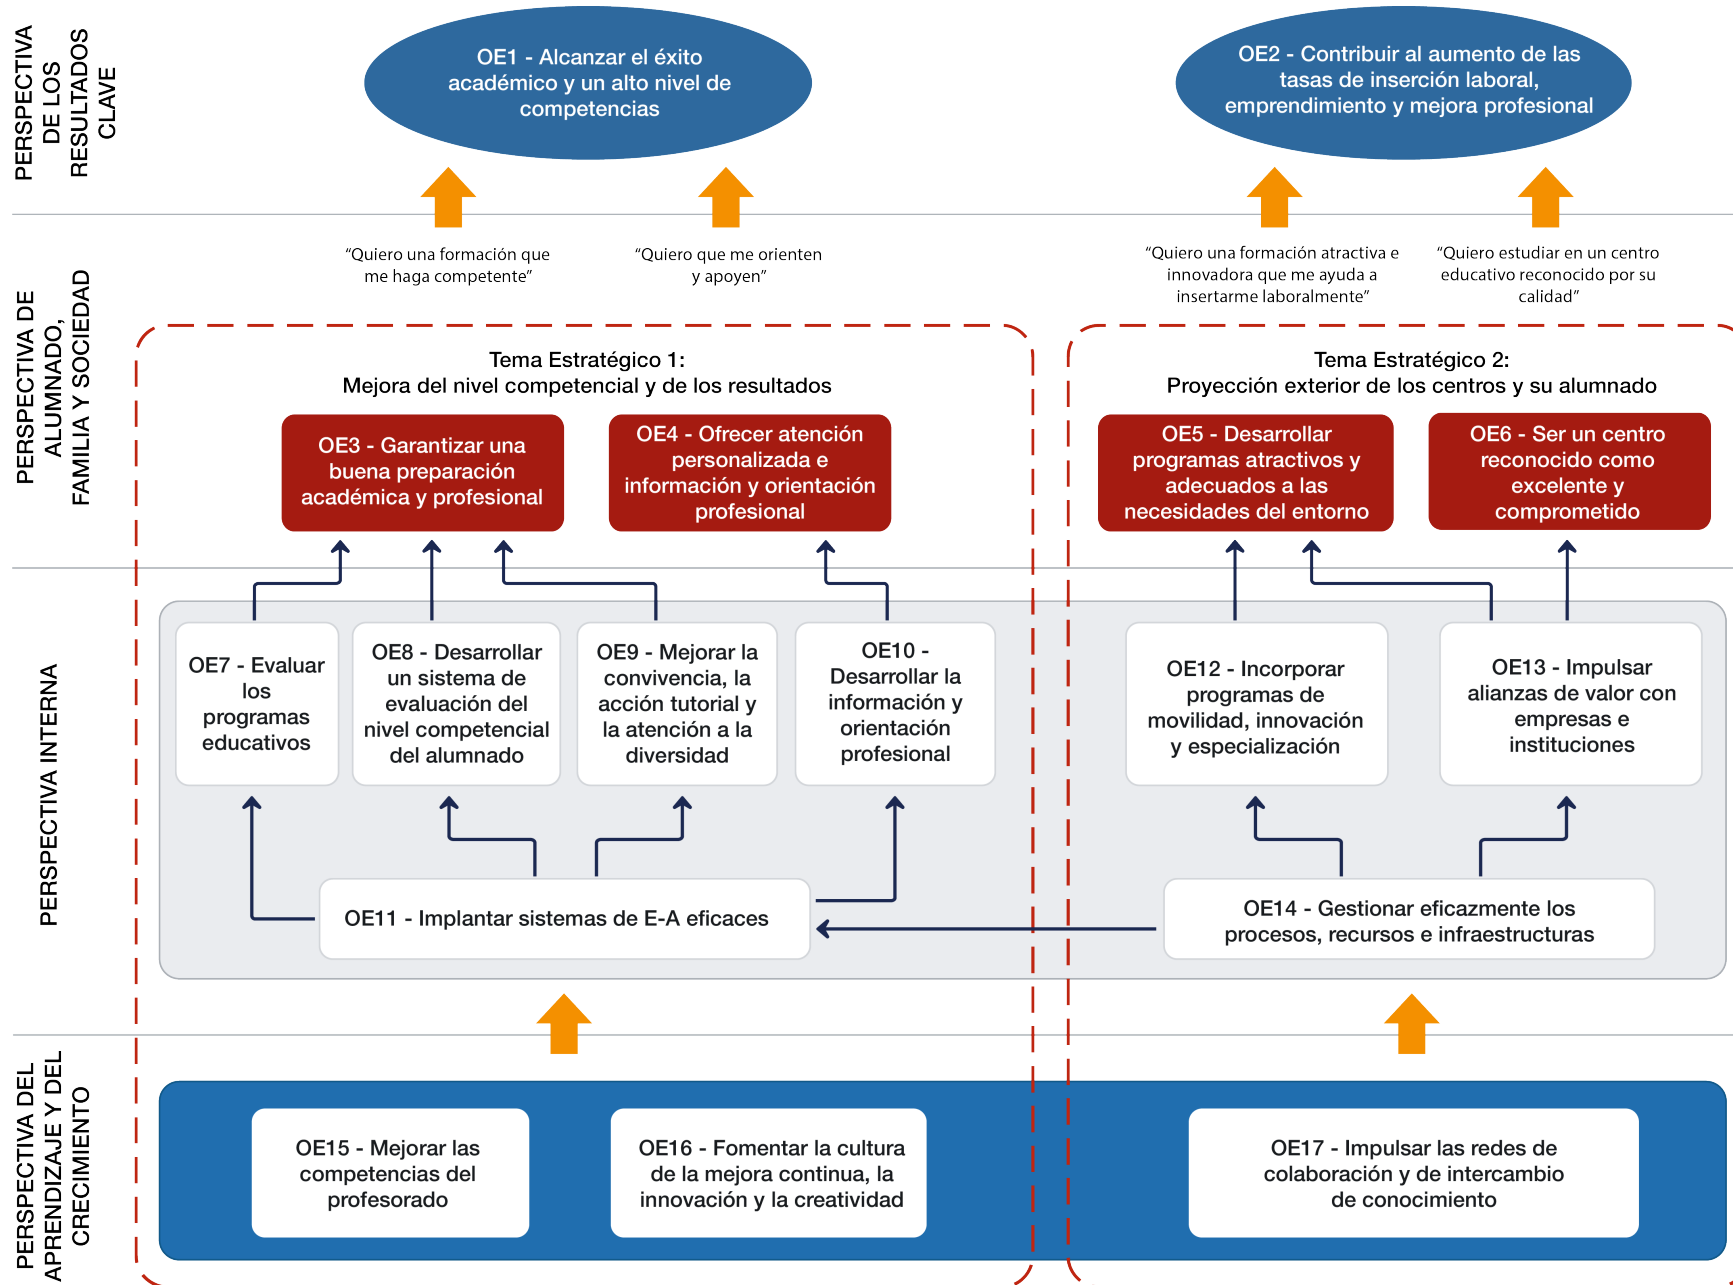 PERSPECTIVA
DE LOS
RESULTADOS
CLAVE
OE1 - Alcanzar el éxito
académico y un alto nivel de
competencias
OE2 - Contribuir al aumento de las
tasas de inserción laboral,
emprendimiento y mejora profesional
PERSPECTIVA DE
ALUMNADO,
FAMILIA Y SOCIEDAD
“Quiero una formación que
me haga competente”
“Quiero que me orienten
y apoyen”
“Quiero una formación atractiva e
innovadora que me ayuda a
insertarme laboralmente”
“Quiero estudiar en un centro
educativo reconocido por su
calidad”
Tema Estratégico 1:
Mejora del nivel competencial y de los resultados
Tema Estratégico 2:
Proyección exterior de los centros y su alumnado
OE3 - Garantizar una
buena preparación
académica y profesional
OE4 - Ofrecer atención
personalizada e
información y orientación
profesional
OE5 - Desarrollar
programas atractivos y
adecuados a las
necesidades del entorno
OE6 - Ser un centro
reconocido como
excelente y
comprometido
PERSPECTIVA INTERNA
OE7 - Evaluar
los
programas
educativos
OE8 - Desarrollar
un sistema de
evaluación del
nivel competencial
del alumnado
OE9 - Mejorar la
convivencia, la
acción tutorial y
la atención a la
diversidad
OE10 -
Desarrollar la
información y
orientación
profesional
OE12 - Incorporar
programas de
movilidad, innovación
y especialización
OE13 - Impulsar
alianzas de valor con
empresas e
instituciones
OE11 - Implantar sistemas de E-A eficaces
OE14 - Gestionar eficazmente los
procesos, recursos e infraestructuras
PERSPECTIVA DEL
APRENDIZAJE Y DEL
CRECIMIENTO
OE15 - Mejorar las
competencias del
profesorado
OE16 - Fomentar la cultura
de la mejora continua, la
innovación y la creatividad
OE17 - Impulsar las redes de
colaboración y de intercambio
de conocimiento